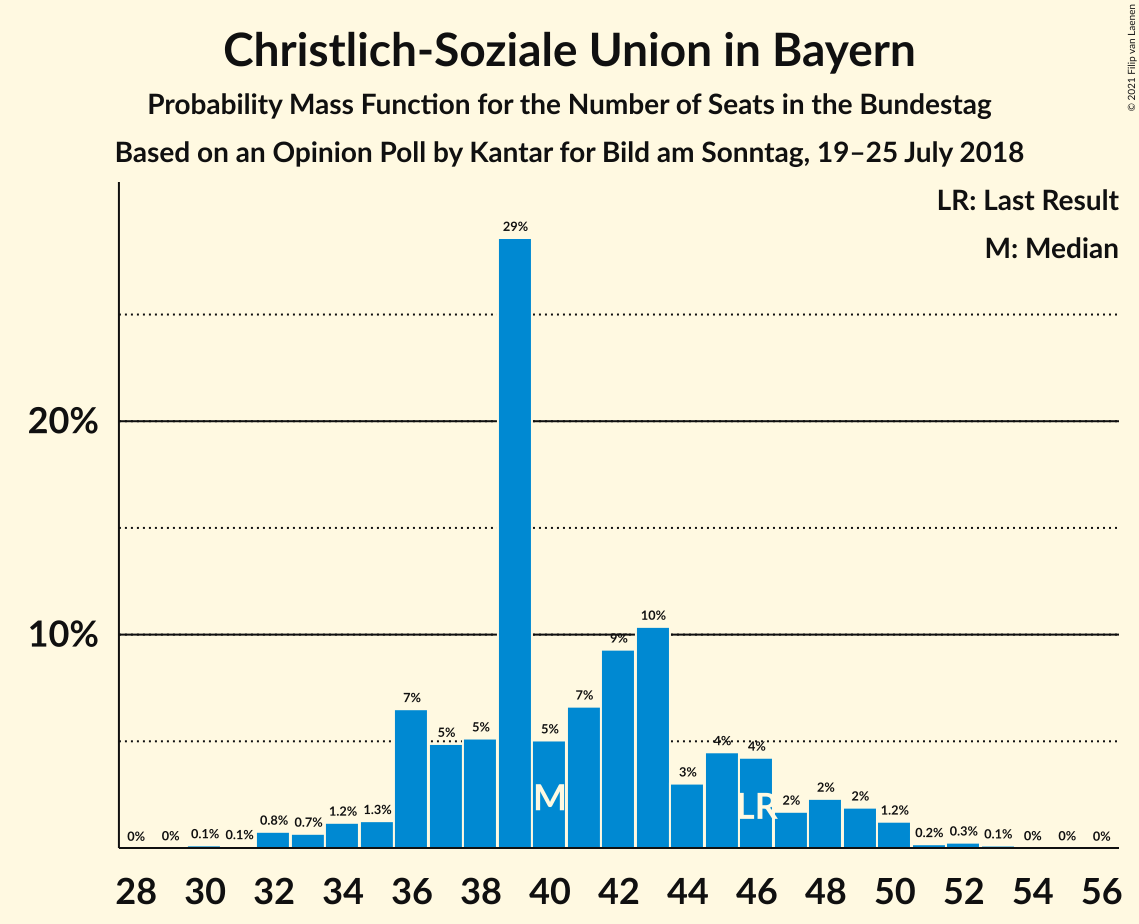 Christlich-Soziale Union in Bayern
Probability Mass Function for the Number of Seats in the Bundestag
Based on an Opinion Poll by Kantar for Bild am Sonntag, 19–25 July 2018
© 2021 Filip van Laenen
LR: Last Result
M: Median
20%
10%
0% 0% 0.1% 0.1% 0.8% 0.7% 1.2% 1.3% 7% 5% 5% 29% 5% 7% 9% 10% 3% 4% 4% 2% 2% 2% 1.2% 0.2% 0.3% 0.1% 0% 0% 0%
M LR
28 30 32 34 36 38 40 42 44 46 48 50 52 54 56